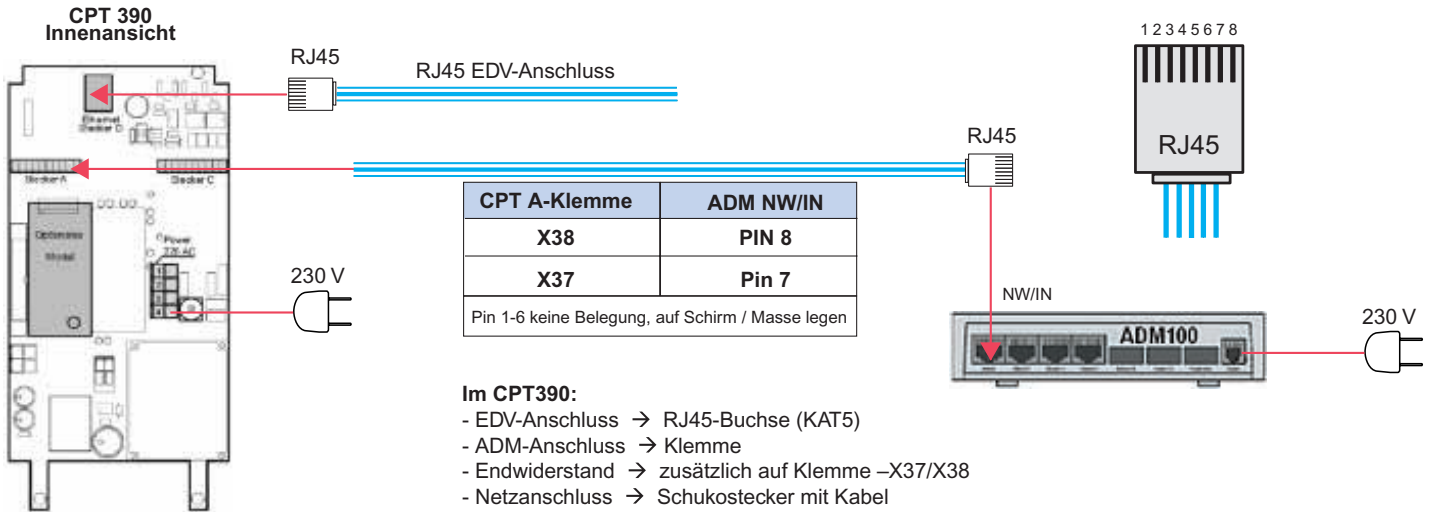 CPT 390
Innenansicht
RJ45
RJ45 EDV-Anschluss
1 2 3 4 5 6 7 8
RJ45
Ethernet
Stecker D
RJ45
Stecker A
Stecker C
CPT A-Klemme ADM NW/IN
X38 PIN 8
X37 Pin 7
Pin 1-6 keine Belegung, auf Schirm / Masse legen
Power
230 V
NW/IN
ADM100
230 V
Im CPT390:
- EDV-Anschluss → RJ45-Buchse (KAT5)
- ADM-Anschluss → Klemme
- Endwiderstand → zusätzlich auf Klemme –X37/X38
- Netzanschluss → Schukostecker mit Kabel